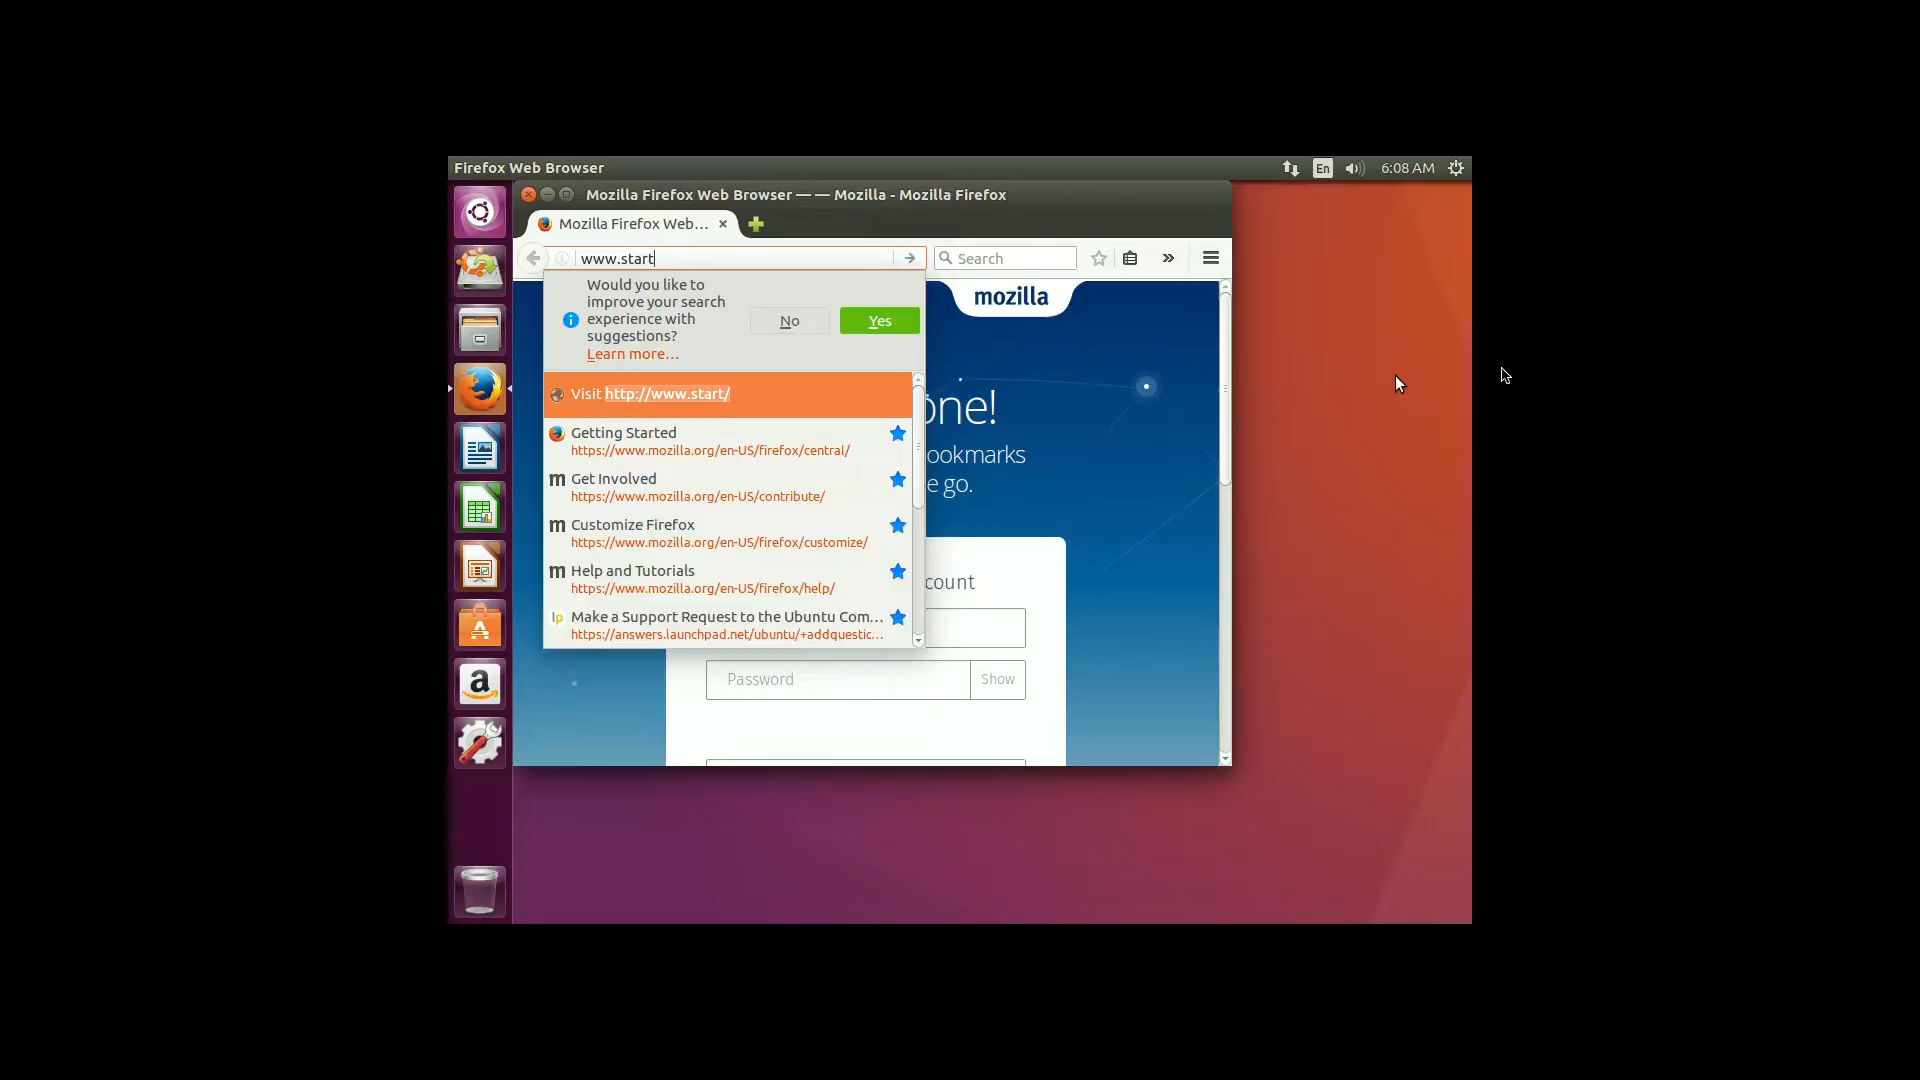 Firefox Web Browser
En
6:08 AM
Mozilla Firefox Web Browser — — Mozilla - Mozilla Firefox
Mozilla Firefox Web...
www.start
Search
Would you like to
improve your search
experience with
suggestions?
Learn more...
No
Yes
mozilla
Visit http://www.start/
Getting Started
https://www.mozilla.org/en-US/firefox/central/
one!
Get Involved
https://www.mozilla.org/en-US/contribute/
ookmarks
e go.
Customize Firefox
https://www.mozilla.org/en-US/firefox/customize/
Help and Tutorials
https://www.mozilla.org/en-US/firefox/help/
count
Make a Support Request to the Ubuntu Com...
https://answers.launchpad.net/ubuntu/+addquestic...
Password
Show